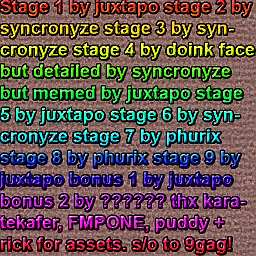 Stage 1 by juxtapo stage 2 by
syncronyze stage 3 by syn-
cronyze stage 4 by doink face
but detailed by syncronyze
but memed by juxtapo stage
5 by juxtapo stage 6 by syn-
cronyze stage 7 by phurix
stage 8 by phurix stage 9 by
juxtapo bonus 1 by juxtapo
bonus 2 by ?????? thx kara-
tekafer, FMPONE, puddy +
rick for assets. s/o to 9gag!